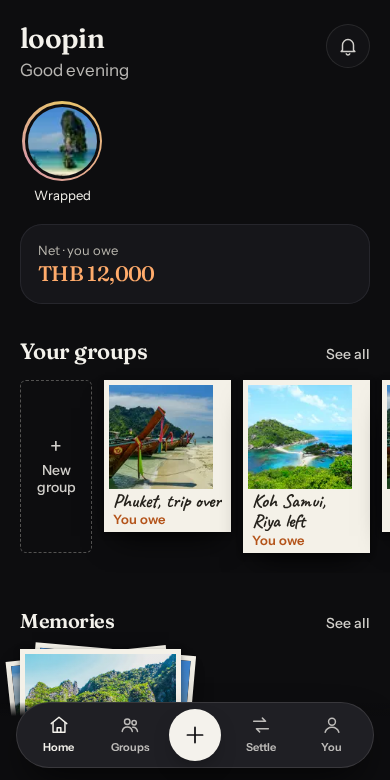 loopin
Good evening
Wrapped
Net · you owe
THB 12,000
Your groups
See all
+
New
group
Phuket, trip over
You owe
Koh Samui,
Riya left
You owe
Memories
See all
Home
Groups
+
Settle
You